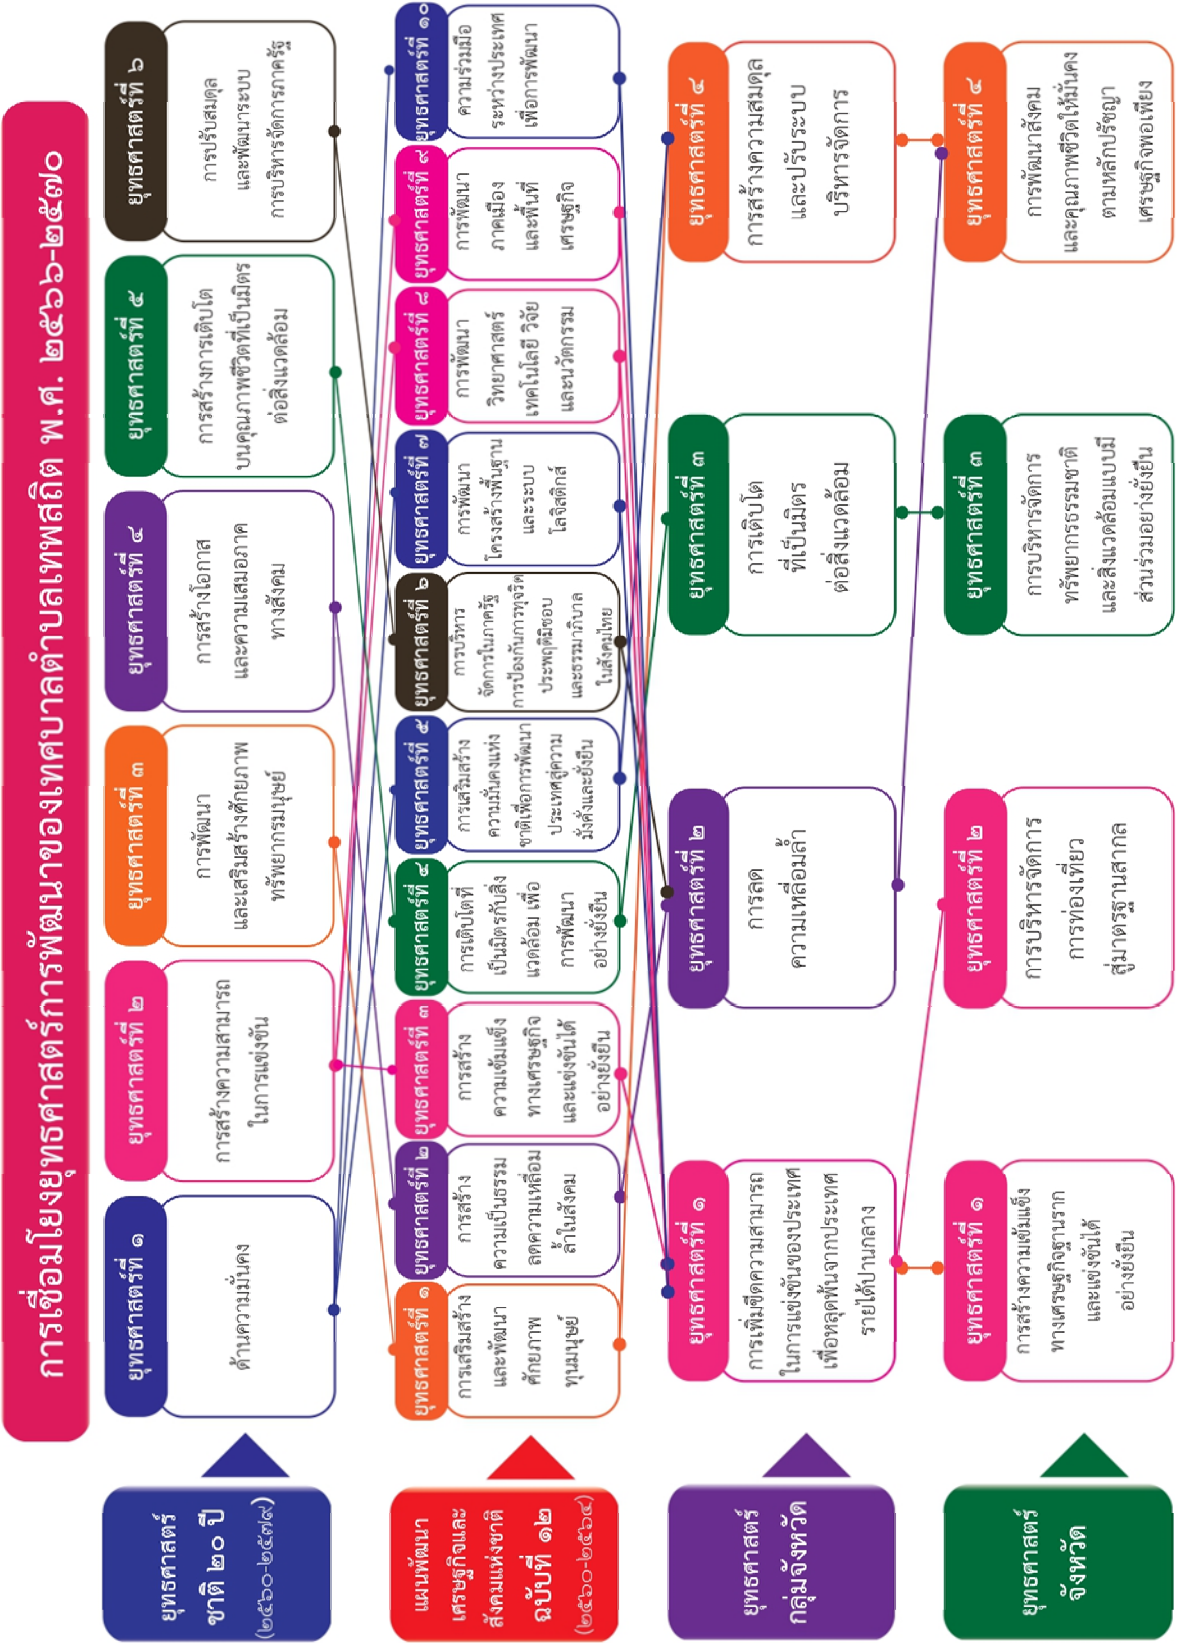 การเชื่อมโยงยุทธศาสตร์การพัฒนาของเทศบาลตำบลเทพสถิต พ.ศ. ๒๕๖๖-๒๕๗๐
ยุทธศาสตร์
ชาติ ๒๐ ปี
(๒๕๖๐-๒๕๗๙)
ยุทธศาสตร์ที่ ๑
ด้านความมั่นคง
ยุทธศาสตร์ที่ ๒
การสร้างความสามารถ
ในการแข่งขัน
ยุทธศาสตร์ที่ ๓
การพัฒนา
และเสริมสร้างศักยภาพ
ทรัพยากรมนุษย์
ยุทธศาสตร์ที่ ๔
การสร้างโอกาส
และความเสมอภาค
ทางสังคม
ยุทธศาสตร์ที่ ๕
การสร้างการเติบโต
บนคุณภาพชีวิตที่เป็นมิตร
ต่อสิ่งแวดล้อม
ยุทธศาสตร์ที่ ๖
การปรับสมดุล
และพัฒนาระบบ
การบริหารจัดการภาครัฐ
แผนพัฒนา
เศรษฐกิจและ
สังคมแห่งชาติ
ฉบับที่ ๑๒
(๒๕๖๐-๒๕๖๔)
ยุทธศาสตร์ที่ ๑
การเสริมสร้าง
และพัฒนา
ศักยภาพ
ทุนมนุษย์
ยุทธศาสตร์ที่ ๒
การสร้าง
ความเป็นธรรม
ลดความเหลื่อม
ล้ำในสังคม
ยุทธศาสตร์ที่ ๓
การสร้าง
ความเข้มแข็ง
ทางเศรษฐกิจ
และแข่งขันได้
อย่างยั่งยืน
ยุทธศาสตร์ที่ ๔
การเติบโตที่
เป็นมิตรกับสิ่ง
แวดล้อม เพื่อ
การพัฒนา
อย่างยั่งยืน
ยุทธศาสตร์ที่ ๕
การเสริมสร้าง
ความมั่นคงแห่ง
ชาติเพื่อการพัฒนา
ประเทศสู่ความ
มั่งคั่งและยั่งยืน
ยุทธศาสตร์ที่ ๖
การบริหาร
จัดการในภาครัฐ
การป้องกันการทุจริต
ประพฤติมิชอบ
และธรรมาภิบาล
ในสังคมไทย
ยุทธศาสตร์ที่ ๗
การพัฒนา
โครงสร้างพื้นฐาน
และระบบ
โลจิสติกส์
ยุทธศาสตร์ที่ ๘
การพัฒนา
วิทยาศาสตร์
เทคโนโลยี วิจัย
และนวัตกรรม
ยุทธศาสตร์ที่ ๙
การพัฒนา
ภาคเมือง
และพื้นที่
เศรษฐกิจ
ยุทธศาสตร์ที่ ๑๐
ความร่วมมือ
ระหว่างประเทศ
เพื่อการพัฒนา
ยุทธศาสตร์
กลุ่มจังหวัด
ยุทธศาสตร์ที่ ๑
การเพิ่มขีดความสามารถ
ในการแข่งขันของประเทศ
เพื่อหลุดพ้นจากประเทศ
รายได้ปานกลาง
ยุทธศาสตร์ที่ ๒
การลด
ความเหลื่อมล้ำ
ยุทธศาสตร์ที่ ๓
การเติบโต
ที่เป็นมิตร
ต่อสิ่งแวดล้อม
ยุทธศาสตร์ที่ ๔
การสร้างความสมดุล
และปรับระบบ
บริหารจัดการ
ยุทธศาสตร์
จังหวัด
ยุทธศาสตร์ที่ ๑
การสร้างความเข้มแข็ง
ทางเศรษฐกิจฐานราก
และแข่งขันได้
อย่างยั่งยืน
ยุทธศาสตร์ที่ ๒
การบริหารจัดการ
การท่องเที่ยว
สู่มาตรฐานสากล
ยุทธศาสตร์ที่ ๓
การบริหารจัดการ
ทรัพยากรธรรมชาติ
และสิ่งแวดล้อมแบบมี
ส่วนร่วมอย่างยั่งยืน
ยุทธศาสตร์ที่ ๔
การพัฒนาสังคม
และคุณภาพชีวิตให้มั่นคง
ตามหลักปรัชญา
เศรษฐกิจพอเพียง